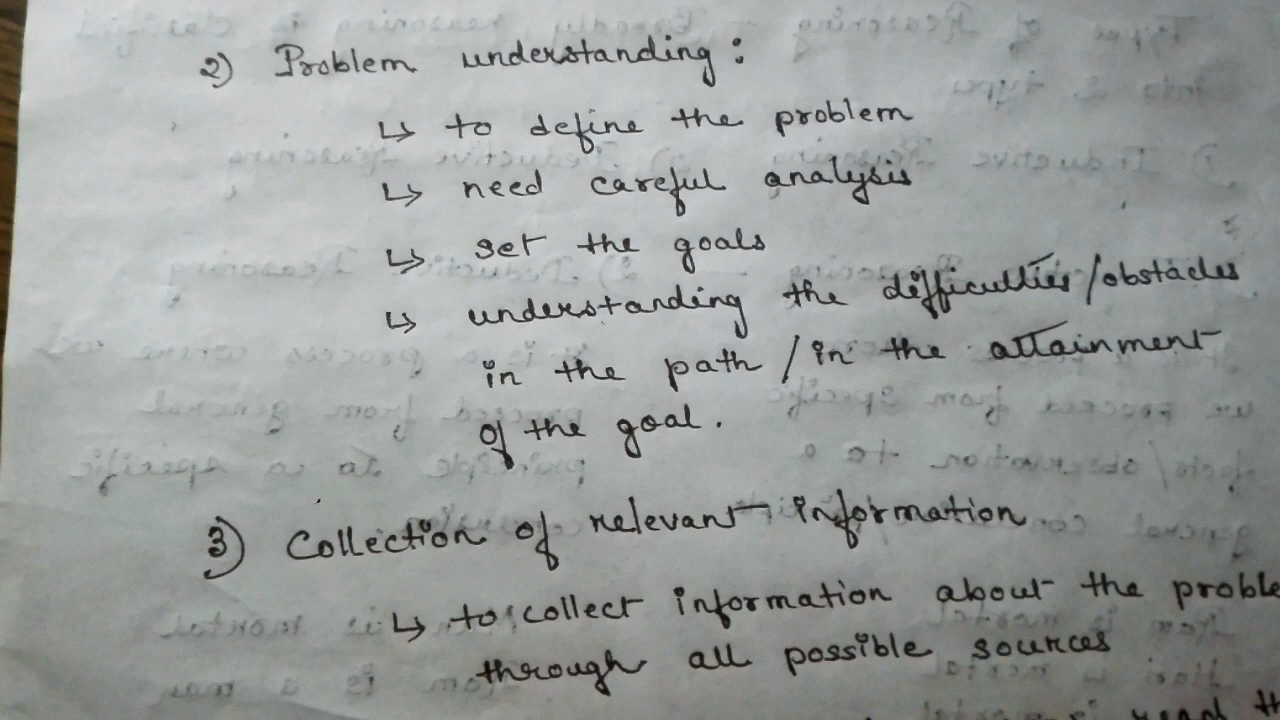 2) Problem understanding:
↳ to define the problem
↳ need careful analysis
↳ set the goals
↳ understanding the difficulties/obstacles
in the path / in the attainment
of the goal.
3) Collection of relevant information
↳ to collect information about the proble
through all possible sources
read th